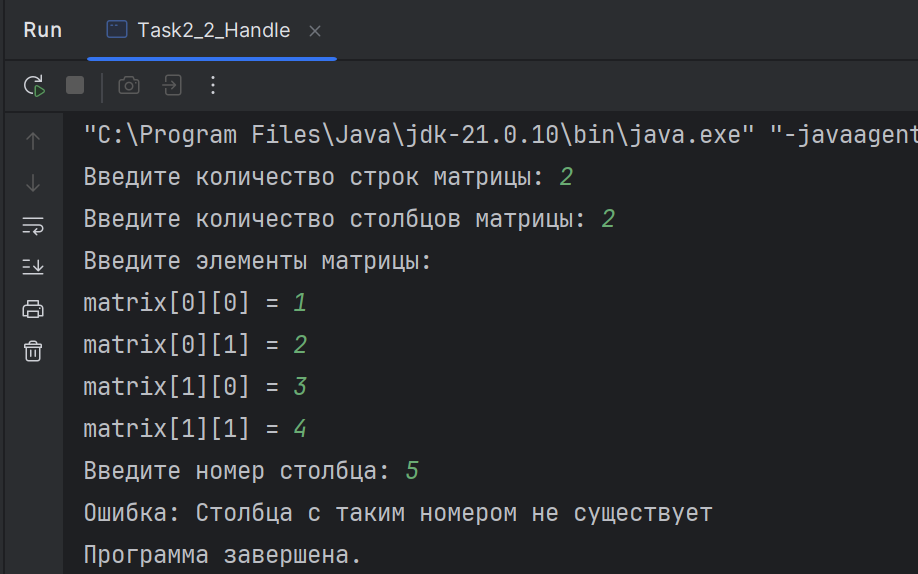 Run Task2_2_Handle
"C:\Program Files\Java\jdk-21.0.10\bin\java.exe" "-javaagent
Введите количество строк матрицы: 2
Введите количество столбцов матрицы: 2
Введите элементы матрицы:
matrix[0][0] = 1
matrix[0][1] = 2
matrix[1][0] = 3
matrix[1][1] = 4
Введите номер столбца: 5
Ошибка: Столбца с таким номером не существует
Программа завершена.